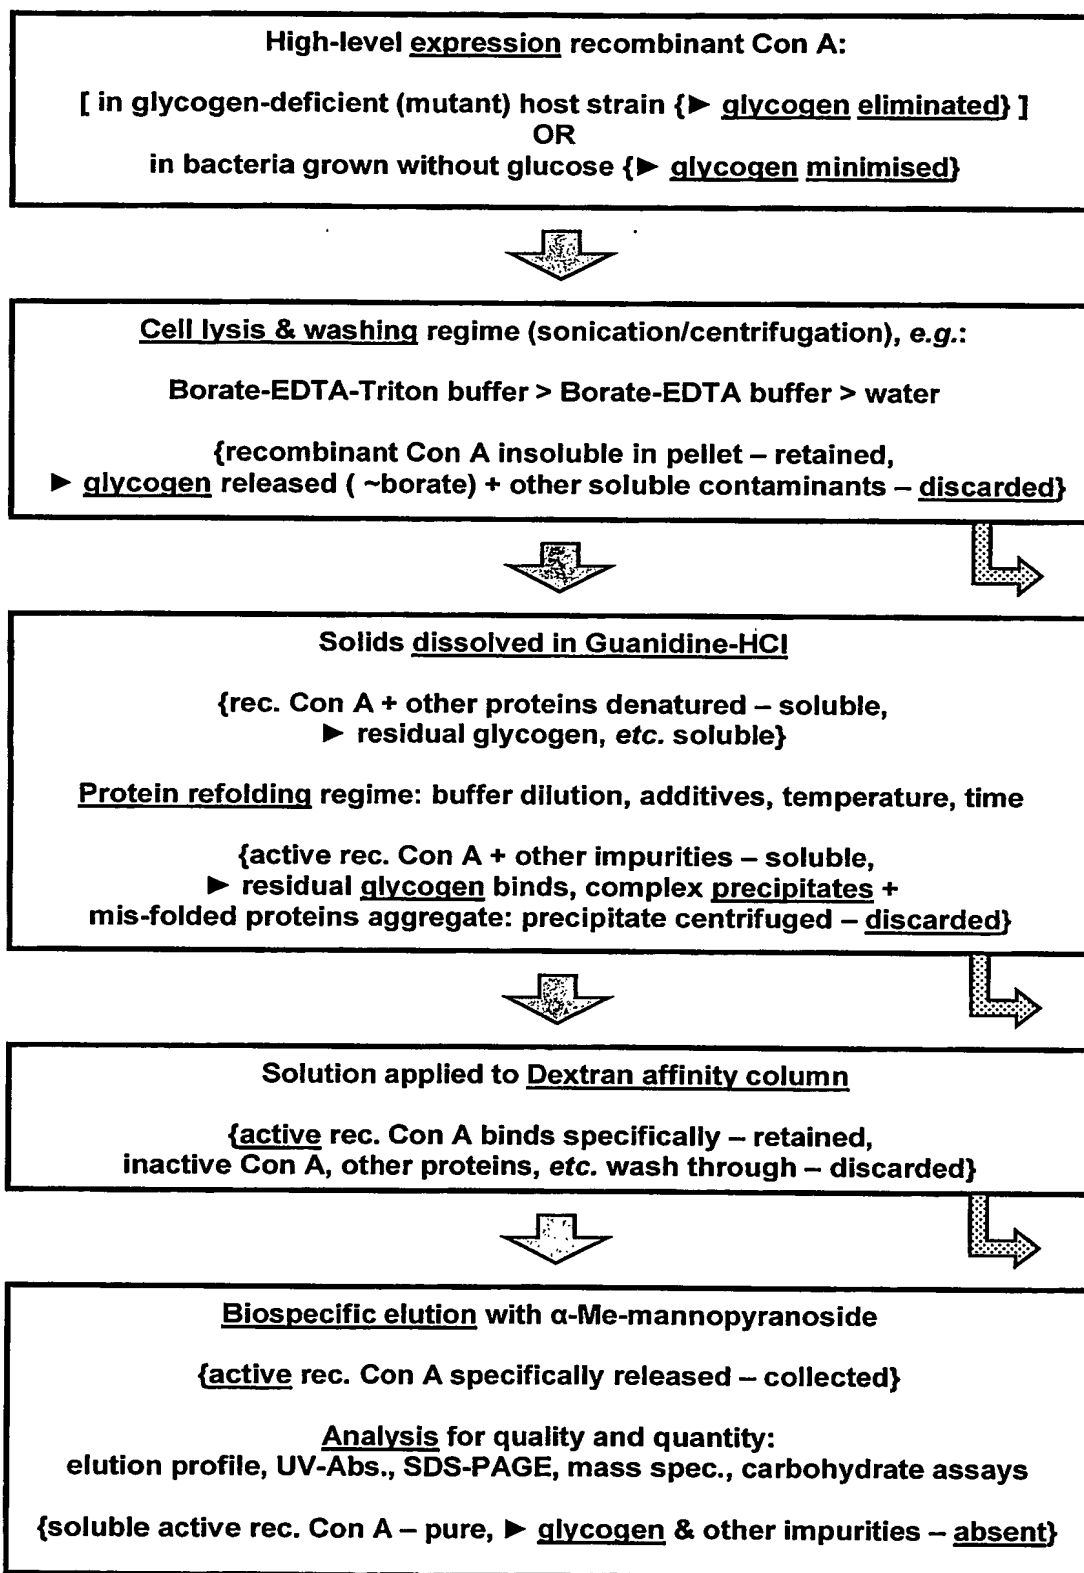 High-level expression recombinant Con A:
[ in glycogen-deficient (mutant) host strain {► glycogen eliminated} ]
OR
in bacteria grown without glucose {► glycogen minimised}
Cell lysis & washing regime (sonication/centrifugation), e.g.:
Borate-EDTA-Triton buffer > Borate-EDTA buffer > water
{recombinant Con A insoluble in pellet – retained,
► glycogen released ( ~borate) + other soluble contaminants – discarded}
Solids dissolved in Guanidine-HCl
{rec. Con A + other proteins denatured – soluble,
► residual glycogen, etc. soluble}
Protein refolding regime: buffer dilution, additives, temperature, time
{active rec. Con A + other impurities – soluble,
► residual glycogen binds, complex precipitates +
mis-folded proteins aggregate: precipitate centrifuged – discarded}
Solution applied to Dextran affinity column
{active rec. Con A binds specifically – retained,
inactive Con A, other proteins, etc. wash through – discarded}
Biospecific elution with α-Me-mannopyranoside
{active rec. Con A specifically released – collected}
Analysis for quality and quantity:
elution profile, UV-Abs., SDS-PAGE, mass spec., carbohydrate assays
{soluble active rec. Con A – pure, ► glycogen & other impurities – absent}